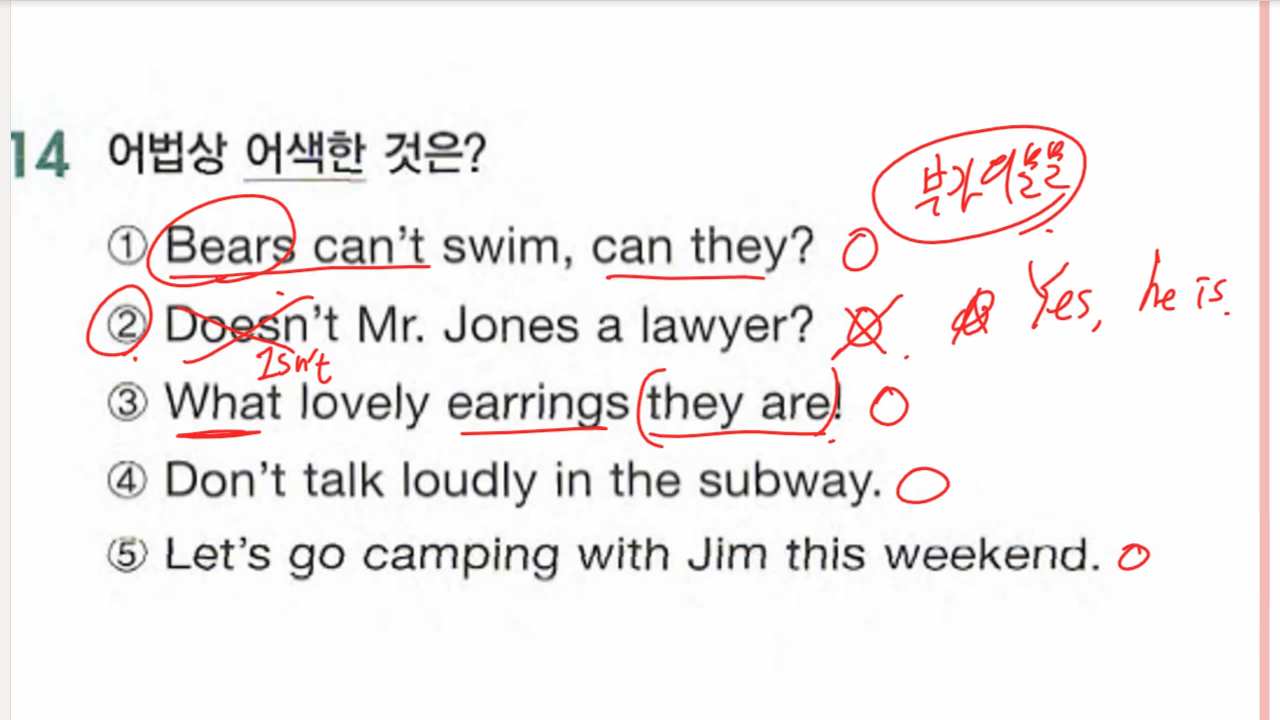 14 어법상 어색한 것은?
부가의문문
① Bears can't swim, can they? O
② Doesn't Mr. Jones a lawyer? X Yes, he is.
Isn't
③ What lovely earrings (they are)! O
④ Don't talk loudly in the subway. O
⑤ Let's go camping with Jim this weekend. O